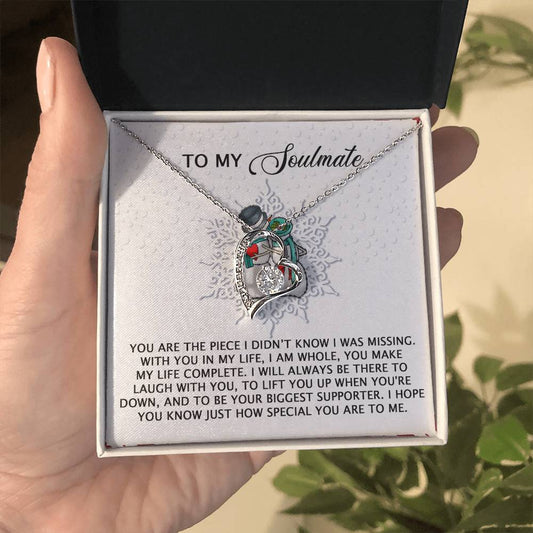 TO MY Soulmate
YOU ARE THE PIECE I DIDN'T KNOW I WAS MISSING.
WITH YOU IN MY LIFE, I AM WHOLE, YOU MAKE
MY LIFE COMPLETE. I WILL ALWAYS BE THERE TO
LAUGH WITH YOU, TO LIFT YOU UP WHEN YOU'RE
DOWN, AND TO BE YOUR BIGGEST SUPPORTER. I HOPE
YOU KNOW JUST HOW SPECIAL YOU ARE TO ME.